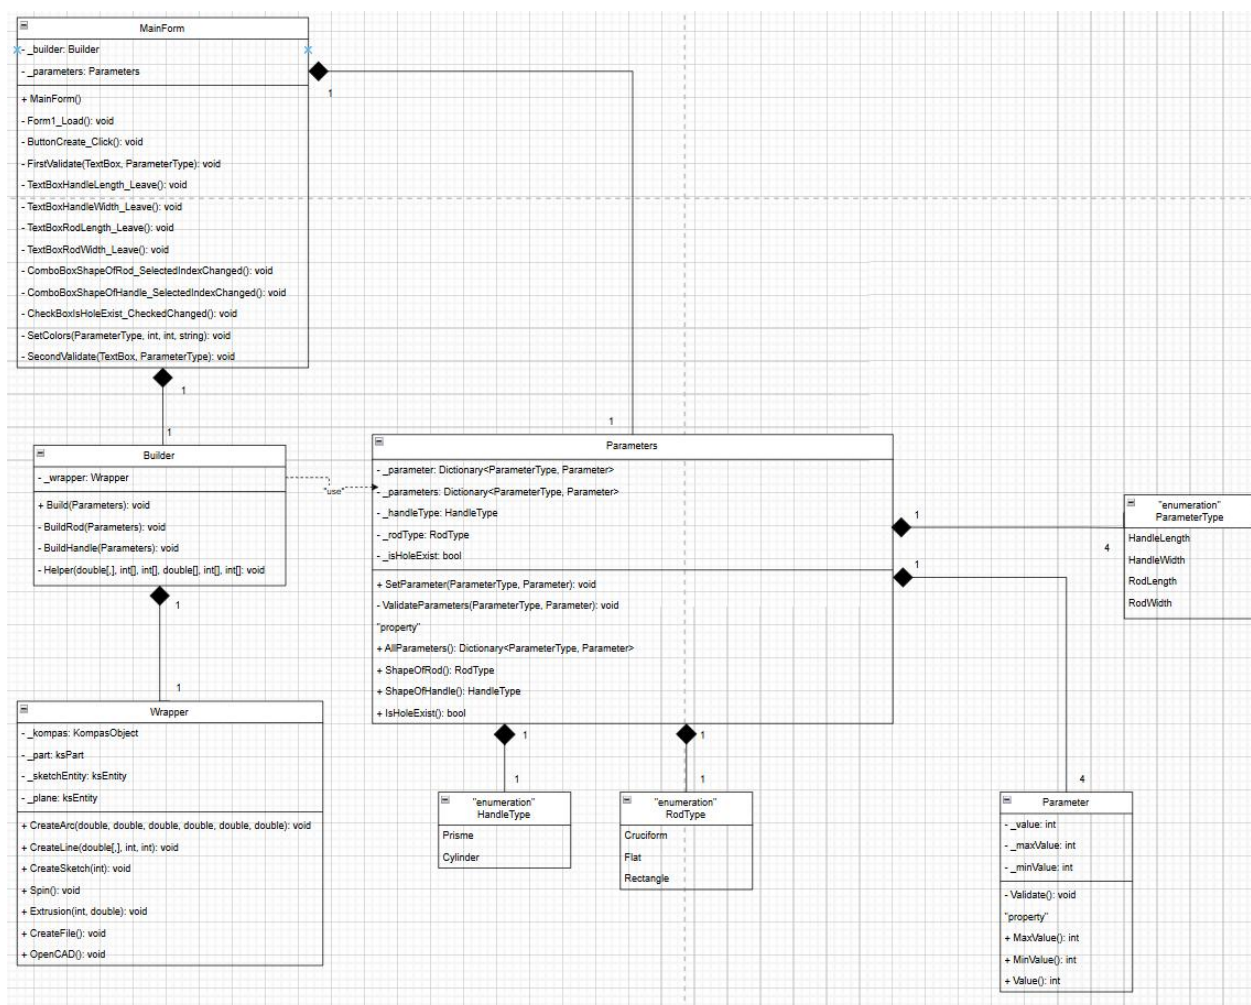 MainForm
- _builder: Builder
- _parameters: Parameters
+ MainForm()
- Form1_Load(): void
- ButtonCreate_Click(): void
- FirstValidate(TextBox, ParameterType): void
- TextBoxHandleLength_Leave(): void
- TextBoxHandleWidth_Leave(): void
- TextBoxRodLength_Leave(): void
- TextBoxRodWidth_Leave(): void
- ComboBoxShapeOfRod_SelectedIndexChanged(): void
- ComboBoxShapeOfHandle_SelectedIndexChanged(): void
- CheckBoxIsHoleExist_CheckedChanged(): void
- SetColors(ParameterType, int, int, string): void
- SecondValidate(TextBox, ParameterType): void
1
1
1
1
Builder
- _wrapper: Wrapper
+ Build(Parameters): void
- BuildRod(Parameters): void
- BuildHandle(Parameters): void
- Helper(double[,], int[], int[], double[], int[], int[]: void
"use"
1
1
Wrapper
- _kompas: KompasObject
- _part: ksPart
- _sketchEntity: ksEntity
- _plane: ksEntity
+ CreateArc(double, double, double, double, double, double): void
+ CreateLine(double[,], int, int): void
+ CreateSketch(int): void
+ Spin(): void
+ Extrusion(int, double): void
+ CreateFile(): void
+ OpenCAD(): void
Parameters
- _parameter: Dictionary<ParameterType, Parameter>
- _parameters: Dictionary<ParameterType, Parameter>
- _handleType: HandleType
- _rodType: RodType
- _isHoleExist: bool
+ SetParameter(ParameterType, Parameter): void
- ValidateParameters(ParameterType, Parameter): void
"property"
+ AllParameters(): Dictionary<ParameterType, Parameter>
+ ShapeOfRod(): RodType
+ ShapeOfHandle(): HandleType
+ IsHoleExist(): bool
1
4
1
4
1
1
1
1
"enumeration"
ParameterType
HandleLength
HandleWidth
RodLength
RodWidth
"enumeration"
HandleType
Prisme
Cylinder
"enumeration"
RodType
Cruciform
Flat
Rectangle
Parameter
- _value: int
- _maxValue: int
- _minValue: int
- Validate(): void
"property"
+ MaxValue(): int
+ MinValue(): int
+ Value(): int